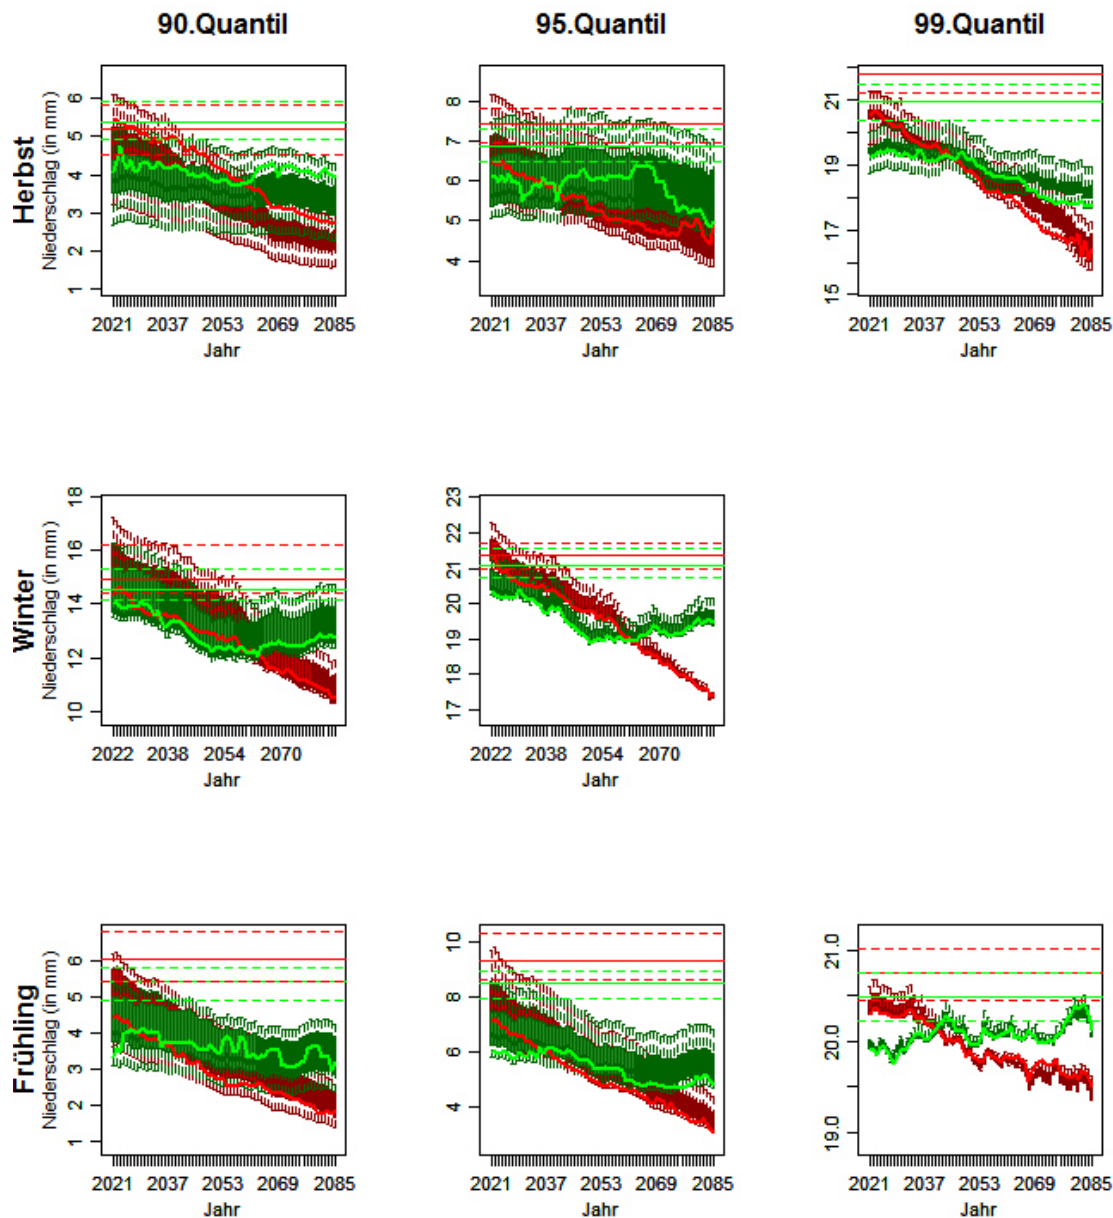 90.Quantil 95.Quantil 99.Quantil
Herbst
Niederschlag (in mm)
6
5
4
3
2
1
2021 2037 2053 2069 2085
Jahr
8
7
6
5
4
2021 2037 2053 2069 2085
Jahr
21
19
17
15
2021 2037 2053 2069 2085
Jahr
Winter
Niederschlag (in mm)
18
16
14
12
10
2022 2038 2054 2070
Jahr
23
22
21
20
19
18
17
2022 2038 2054 2070
Jahr
Frühling
Niederschlag (in mm)
6
5
4
3
2
1
2021 2037 2053 2069 2085
Jahr
10
8
6
4
2021 2037 2053 2069 2085
Jahr
21.0
20.0
19.0
2021 2037 2053 2069 2085
Jahr